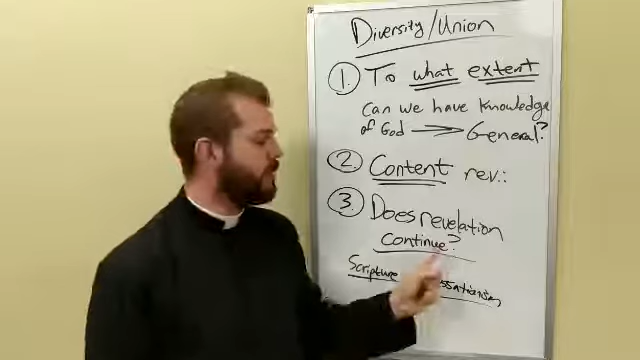 Diversity/Union
1. To what extent
Can we have knowledge
of God → General?
2. Content rev::
3. Does revelation
continue?
Scripture